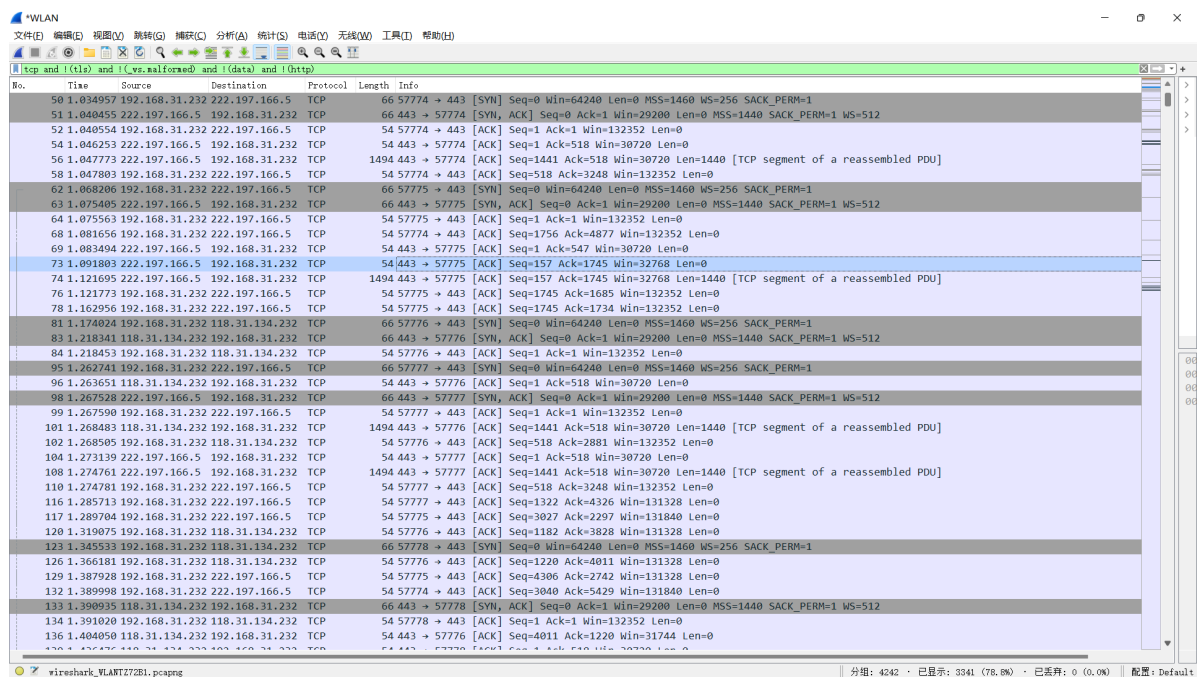 *WLAN
文件(F) 编辑(E) 视图(V) 跳转(G) 捕获(C) 分析(A) 统计(S) 电话(Y) 无线(W) 工具(T) 帮助(H)
tcp and !(tls) and !(_ws.malformed) and !(data) and !(http)
No. Time Source Destination Protocol Length Info
50 1.034957 192.168.31.232 222.197.166.5 TCP 66 57774 → 443 [SYN] Seq=0 Win=64240 Len=0 MSS=1460 WS=256 SACK_PERM=1
51 1.040455 222.197.166.5 192.168.31.232 TCP 66 443 → 57774 [SYN, ACK] Seq=0 Ack=1 Win=29200 Len=0 MSS=1440 SACK_PERM=1 WS=512
52 1.040554 192.168.31.232 222.197.166.5 TCP 54 57774 → 443 [ACK] Seq=1 Ack=1 Win=132352 Len=0
54 1.046253 222.197.166.5 192.168.31.232 TCP 54 443 → 57774 [ACK] Seq=1 Ack=518 Win=30720 Len=0
56 1.047773 222.197.166.5 192.168.31.232 TCP 1494 443 → 57774 [ACK] Seq=1441 Ack=518 Win=30720 Len=1440 [TCP segment of a reassembled PDU]
58 1.047803 192.168.31.232 222.197.166.5 TCP 54 57774 → 443 [ACK] Seq=518 Ack=3248 Win=132352 Len=0
62 1.068206 192.168.31.232 222.197.166.5 TCP 66 57775 → 443 [SYN] Seq=0 Win=64240 Len=0 MSS=1460 WS=256 SACK_PERM=1
63 1.075405 222.197.166.5 192.168.31.232 TCP 66 443 → 57775 [SYN, ACK] Seq=0 Ack=1 Win=29200 Len=0 MSS=1440 SACK_PERM=1 WS=512
64 1.075563 192.168.31.232 222.197.166.5 TCP 54 57775 → 443 [ACK] Seq=1 Ack=1 Win=132352 Len=0
68 1.081656 192.168.31.232 222.197.166.5 TCP 54 57774 → 443 [ACK] Seq=1756 Ack=4877 Win=132352 Len=0
69 1.083494 222.197.166.5 192.168.31.232 TCP 54 443 → 57775 [ACK] Seq=1 Ack=547 Win=30720 Len=0
73 1.091803 222.197.166.5 192.168.31.232 TCP 54 443 → 57775 [ACK] Seq=157 Ack=1745 Win=32768 Len=0
74 1.121695 222.197.166.5 192.168.31.232 TCP 1494 443 → 57775 [ACK] Seq=157 Ack=1745 Win=32768 Len=1440 [TCP segment of a reassembled PDU]
76 1.121773 192.168.31.232 222.197.166.5 TCP 54 57775 → 443 [ACK] Seq=1745 Ack=1685 Win=132352 Len=0
78 1.162956 192.168.31.232 222.197.166.5 TCP 54 57775 → 443 [ACK] Seq=1745 Ack=1734 Win=132352 Len=0
81 1.174024 192.168.31.232 118.31.134.232 TCP 66 57776 → 443 [SYN] Seq=0 Win=64240 Len=0 MSS=1460 WS=256 SACK_PERM=1
83 1.218341 118.31.134.232 192.168.31.232 TCP 66 443 → 57776 [SYN, ACK] Seq=0 Ack=1 Win=29200 Len=0 MSS=1440 SACK_PERM=1 WS=512
84 1.218453 192.168.31.232 118.31.134.232 TCP 54 57776 → 443 [ACK] Seq=1 Ack=1 Win=132352 Len=0
95 1.262741 192.168.31.232 222.197.166.5 TCP 66 57777 → 443 [SYN] Seq=0 Win=64240 Len=0 MSS=1460 WS=256 SACK_PERM=1
96 1.263651 118.31.134.232 192.168.31.232 TCP 54 443 → 57776 [ACK] Seq=1 Ack=518 Win=30720 Len=0
98 1.267528 222.197.166.5 192.168.31.232 TCP 66 443 → 57777 [SYN, ACK] Seq=0 Ack=1 Win=29200 Len=0 MSS=1440 SACK_PERM=1 WS=512
99 1.267590 192.168.31.232 222.197.166.5 TCP 54 57777 → 443 [ACK] Seq=1 Ack=1 Win=132352 Len=0
101 1.268483 118.31.134.232 192.168.31.232 TCP 1494 443 → 57776 [ACK] Seq=1441 Ack=518 Win=30720 Len=1440 [TCP segment of a reassembled PDU]
102 1.268505 192.168.31.232 118.31.134.232 TCP 54 57776 → 443 [ACK] Seq=518 Ack=2881 Win=132352 Len=0
104 1.273139 222.197.166.5 192.168.31.232 TCP 54 443 → 57777 [ACK] Seq=1 Ack=518 Win=30720 Len=0
108 1.274761 222.197.166.5 192.168.31.232 TCP 1494 443 → 57777 [ACK] Seq=1441 Ack=518 Win=30720 Len=1440 [TCP segment of a reassembled PDU]
110 1.274781 192.168.31.232 222.197.166.5 TCP 54 57777 → 443 [ACK] Seq=518 Ack=3248 Win=132352 Len=0
116 1.285713 192.168.31.232 222.197.166.5 TCP 54 57777 → 443 [ACK] Seq=1322 Ack=4326 Win=131328 Len=0
117 1.289704 192.168.31.232 222.197.166.5 TCP 54 57775 → 443 [ACK] Seq=3027 Ack=2297 Win=131840 Len=0
120 1.319075 192.168.31.232 118.31.134.232 TCP 54 57776 → 443 [ACK] Seq=1182 Ack=3828 Win=131328 Len=0
123 1.345533 192.168.31.232 118.31.134.232 TCP 66 57778 → 443 [SYN] Seq=0 Win=64240 Len=0 MSS=1460 WS=256 SACK_PERM=1
126 1.366181 192.168.31.232 118.31.134.232 TCP 54 57776 → 443 [ACK] Seq=1220 Ack=4011 Win=131328 Len=0
129 1.387928 192.168.31.232 222.197.166.5 TCP 54 57775 → 443 [ACK] Seq=4306 Ack=2742 Win=131328 Len=0
132 1.389998 192.168.31.232 222.197.166.5 TCP 54 57774 → 443 [ACK] Seq=3040 Ack=5429 Win=131840 Len=0
133 1.390935 118.31.134.232 192.168.31.232 TCP 66 443 → 57778 [SYN, ACK] Seq=0 Ack=1 Win=29200 Len=0 MSS=1440 SACK_PERM=1 WS=512
134 1.391020 192.168.31.232 118.31.134.232 TCP 54 57778 → 443 [ACK] Seq=1 Ack=1 Win=132352 Len=0
136 1.404050 118.31.134.232 192.168.31.232 TCP 54 443 → 57776 [ACK] Seq=4011 Ack=1220 Win=31744 Len=0
wireshark_WLANTZ72B1.pcapng 分组: 4242 · 已显示: 3341 (78.8%) · 已丢弃: 0 (0.0%) 配置: Default